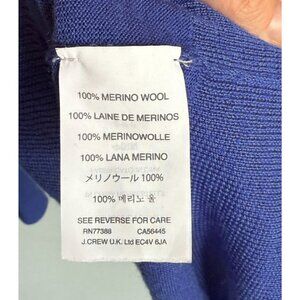 100% MERINO WOOL
100% LAINE DE MERINOS
100% MERINOWOLLE
100% LANA MERINO
メリノウール 100%
100% 메리노 울
SEE REVERSE FOR CARE
RN77388 CA56445
J.CREW U.K. Ltd EC4V 6JA